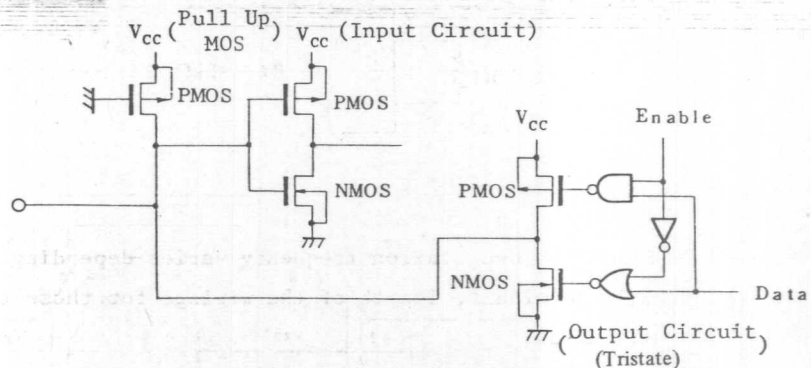 (Pull Up MOS)
Vcc
Vcc
(Input Circuit)
PMOS
PMOS
NMOS
Vcc
Enable
PMOS
NMOS
Data
(Output Circuit)
(Tristate)